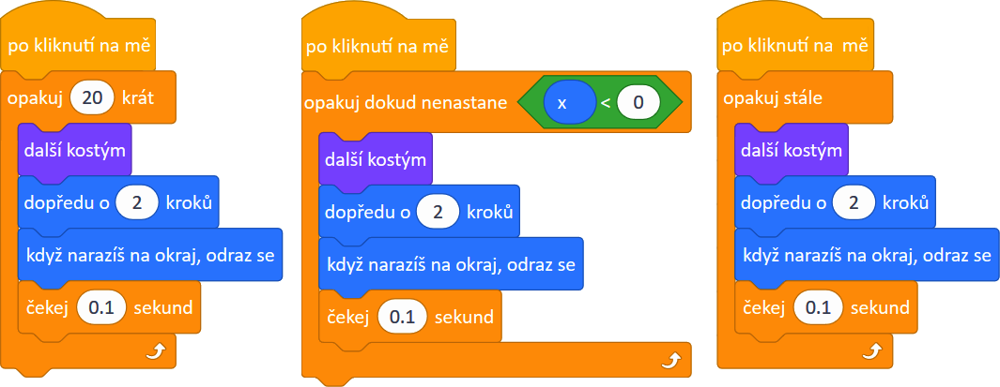 po kliknutí na mě
opakuj 20 krát
další kostým
dopředu o 2 kroků
když narazíš na okraj, odraz se
čekej 0.1 sekund
po kliknutí na mě
opakuj dokud nenastane x < 0
další kostým
dopředu o 2 kroků
když narazíš na okraj, odraz se
čekej 0.1 sekund
po kliknutí na mě
opakuj stále
další kostým
dopředu o 2 kroků
když narazíš na okraj, odraz se
čekej 0.1 sekund